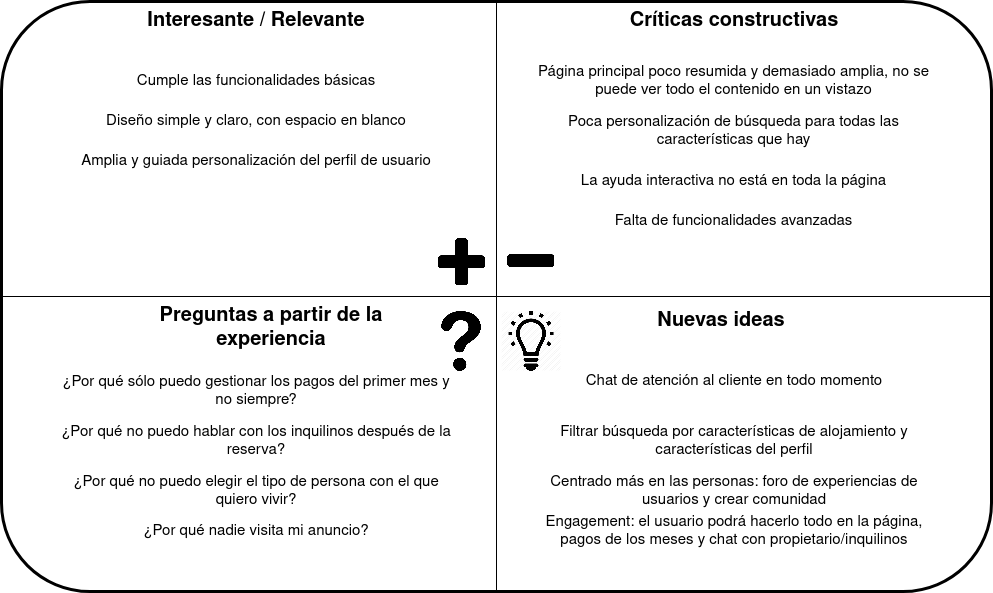 Interesante / Relevante
Cumple las funcionalidades básicas
Diseño simple y claro, con espacio en blanco
Amplia y guiada personalización del perfil de usuario
Críticas constructivas
Página principal poco resumida y demasiado amplia, no se
puede ver todo el contenido en un vistazo
Poca personalización de búsqueda para todas las
características que hay
La ayuda interactiva no está en toda la página
Falta de funcionalidades avanzadas
Preguntas a partir de la
experiencia
¿Por qué sólo puedo gestionar los pagos del primer mes y
no siempre?
¿Por qué no puedo hablar con los inquilinos después de la
reserva?
¿Por qué no puedo elegir el tipo de persona con el que
quiero vivir?
¿Por qué nadie visita mi anuncio?
Nuevas ideas
Chat de atención al cliente en todo momento
Filtrar búsqueda por características de alojamiento y
características del perfil
Centrado más en las personas: foro de experiencias de
usuarios y crear comunidad
Engagement: el usuario podrá hacerlo todo en la página,
pagos de los meses y chat con propietario/inquilinos